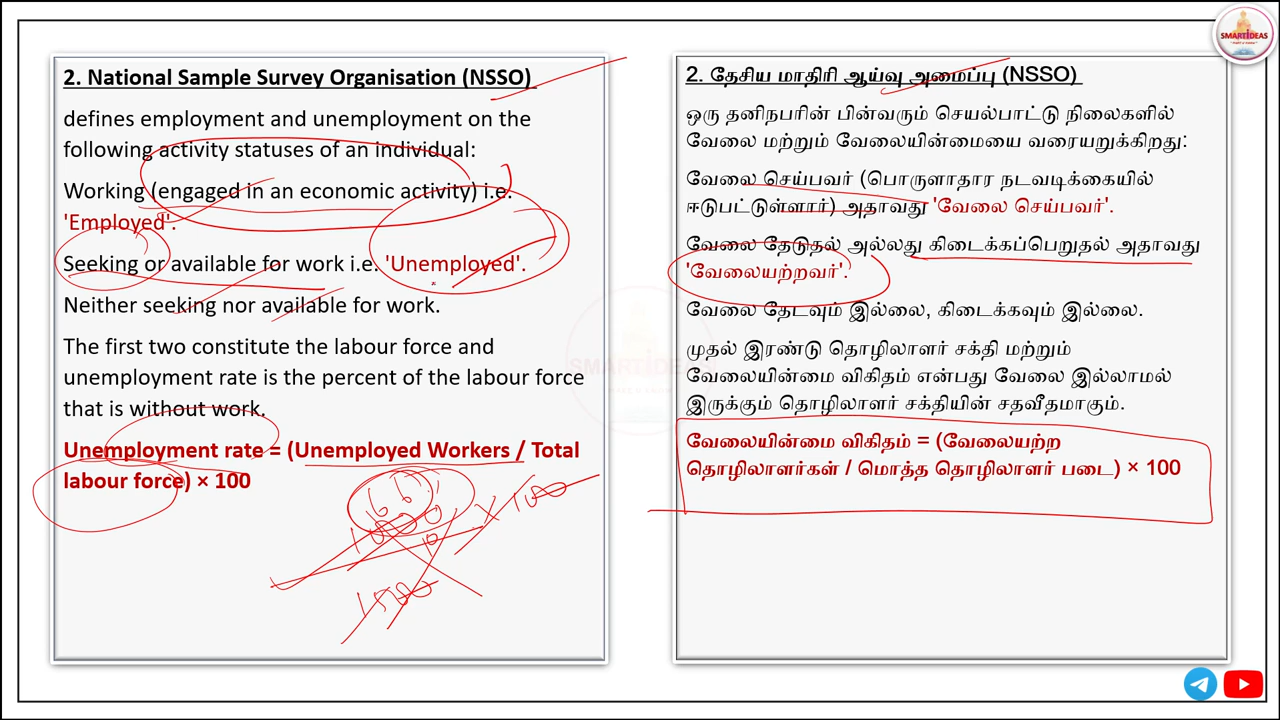 SMARTIDEAS
2. National Sample Survey Organisation (NSSO)
defines employment and unemployment on the
following activity statuses of an individual:
Working (engaged in an economic activity) i.e.
'Employed'.
Seeking or available for work i.e. 'Unemployed'.
Neither seeking nor available for work.
The first two constitute the labour force and
unemployment rate is the percent of the labour force
that is without work.
Unemployment rate = (Unemployed Workers / Total
labour force) × 100
2. தேசிய மாதிரி ஆய்வு அமைப்பு (NSSO)
ஒரு தனிநபரின் பின்வரும் செயல்பாட்டு நிலைகளில்
வேலை மற்றும் வேலையின்மையை வரையறுக்கிறது:
வேலை செய்பவர் (பொருளாதார நடவடிக்கையில்
ஈடுபட்டுள்ளார்) அதாவது 'வேலை செய்பவர்'.
வேலை தேடுதல் அல்லது கிடைக்கப்பெறுதல் அதாவது
'வேலையற்றவர்'.
வேலை தேடவும் இல்லை, கிடைக்கவும் இல்லை.
முதல் இரண்டு தொழிலாளர் சக்தி மற்றும்
வேலையின்மை விகிதம் என்பது வேலை இல்லாமல்
இருக்கும் தொழிலாளர் சக்தியின் சதவீதமாகும்.
வேலையின்மை விகிதம் = (வேலையற்ற
தொழிலாளர்கள் / மொத்த தொழிலாளர் படை) × 100